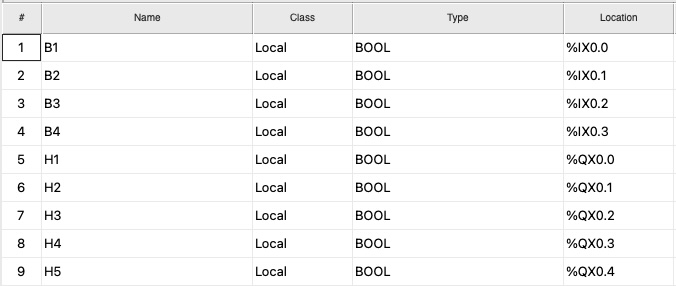 # Name Class Type Location
1 B1 Local BOOL %IX0.0
2 B2 Local BOOL %IX0.1
3 B3 Local BOOL %IX0.2
4 B4 Local BOOL %IX0.3
5 H1 Local BOOL %QX0.0
6 H2 Local BOOL %QX0.1
7 H3 Local BOOL %QX0.2
8 H4 Local BOOL %QX0.3
9 H5 Local BOOL %QX0.4